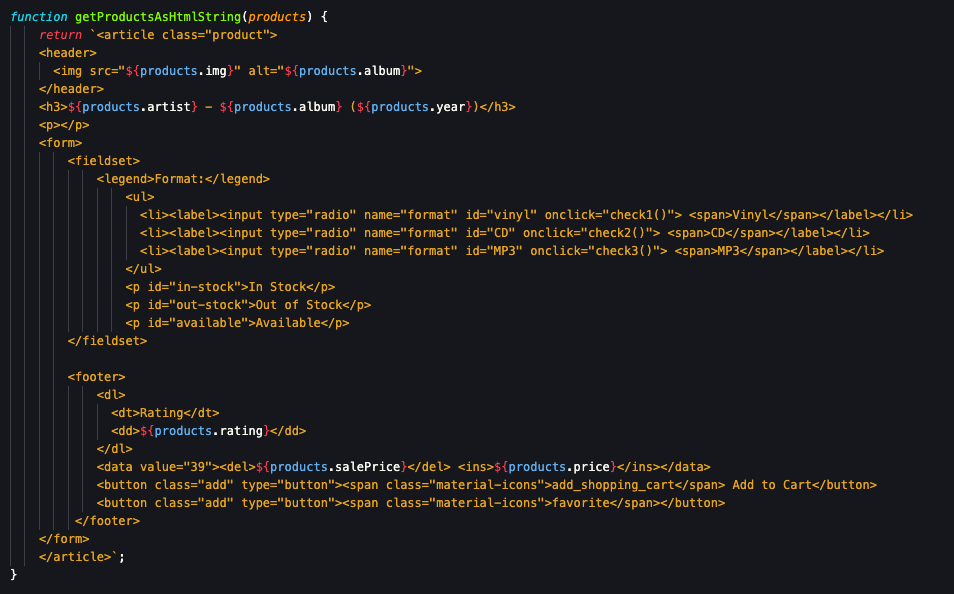 function getProductsAsHtmlString(products) {
return `<article class="product">
<header>
<img src="${products.img}" alt="${products.album}">
</header>
<h3>${products.artist} – ${products.album} (${products.year})</h3>
<p></p>
<form>
<fieldset>
<legend>Format:</legend>
<ul>
<li><label><input type="radio" name="format" id="vinyl" onclick="check1()"> <span>Vinyl</span></label></li>
<li><label><input type="radio" name="format" id="CD" onclick="check2()"> <span>CD</span></label></li>
<li><label><input type="radio" name="format" id="MP3" onclick="check3()"> <span>MP3</span></label></li>
</ul>
<p id="in-stock">In Stock</p>
<p id="out-stock">Out of Stock</p>
<p id="available">Available</p>
</fieldset>
<footer>
<dl>
<dt>Rating</dt>
<dd>${products.rating}</dd>
</dl>
<data value="39"><del>${products.salePrice}</del> <ins>${products.price}</ins></data>
<button class="add" type="button"><span class="material-icons">add_shopping_cart</span> Add to Cart</button>
<button class="add" type="button"><span class="material-icons">favorite</span></button>
</footer>
</form>
</article>`;
}